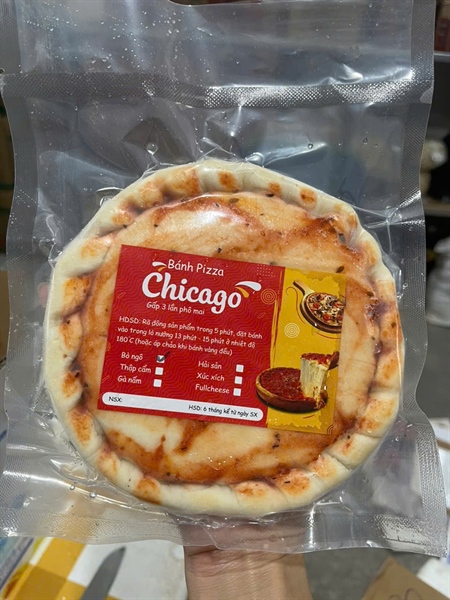 Bánh Pizza
Chicago
Gấp 3 lần phô mai
HDSD: Rã đông sản phẩm trong 5 phút, đặt bánh
vào trong lò nướng 13 phút - 15 phút ở nhiệt độ
180 C (hoặc áp chảo khi bánh vàng đều)
Bò ngô
Thập cẩm
Gà nấm
Hải sản
Xúc xích
Fullcheese
NSX:
HSD: 6 tháng kể từ ngày SX